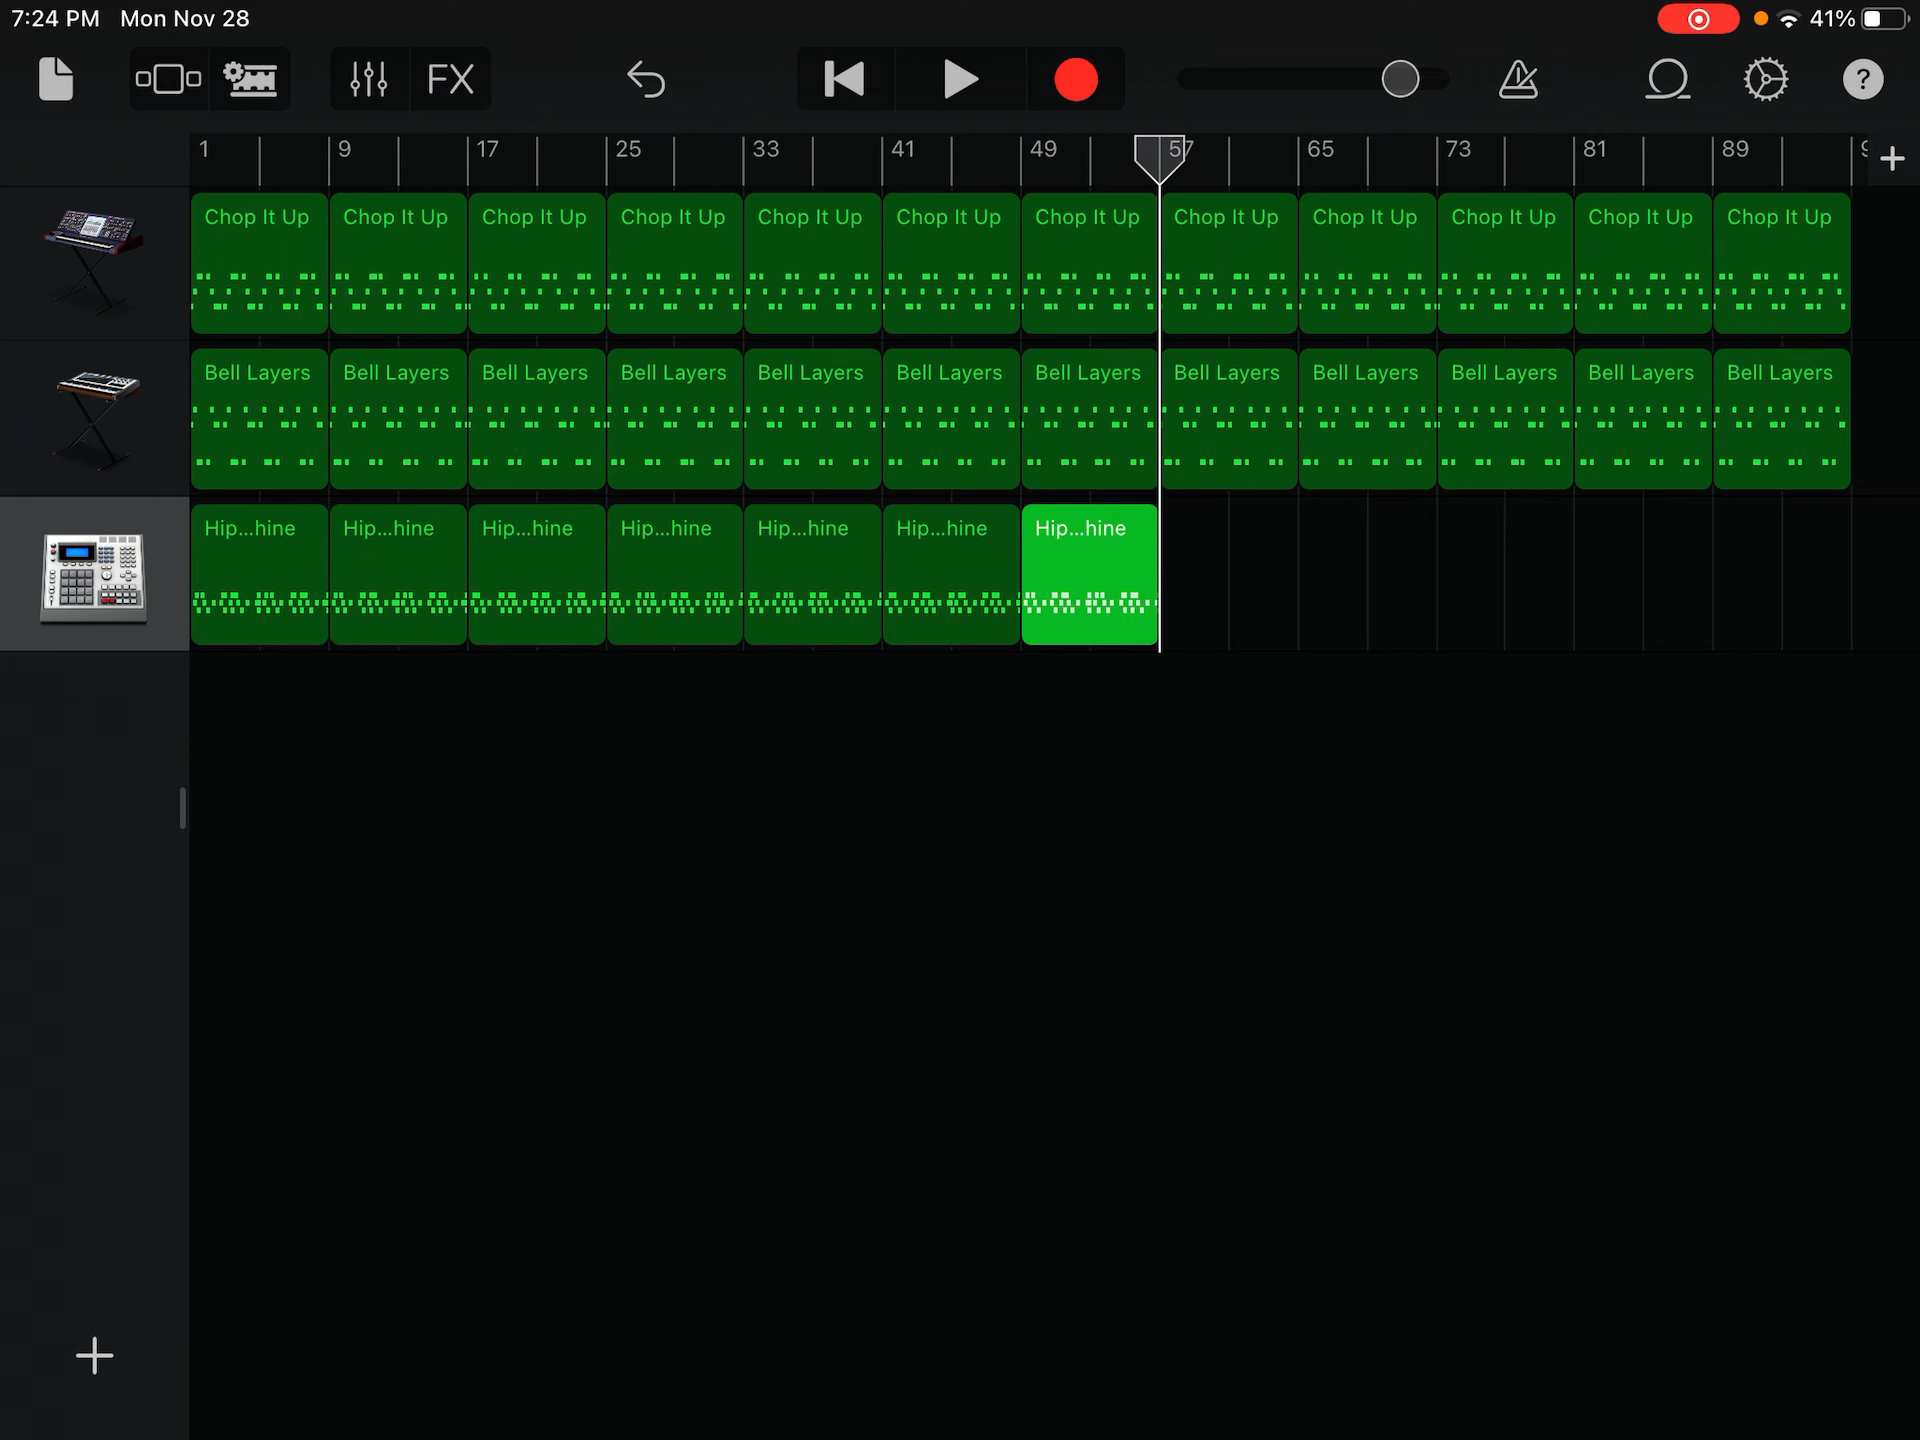 7:24 PM Mon Nov 28 41%
FX ?
1 9 17 25 33 41 49 57 65 73 81 89
Chop It Up Chop It Up Chop It Up Chop It Up Chop It Up Chop It Up Chop It Up Chop It Up Chop It Up Chop It Up Chop It Up Chop It Up
Bell Layers Bell Layers Bell Layers Bell Layers Bell Layers Bell Layers Bell Layers Bell Layers Bell Layers Bell Layers Bell Layers Bell Layers
Hip...hine Hip...hine Hip...hine Hip...hine Hip...hine Hip...hine Hip...hine